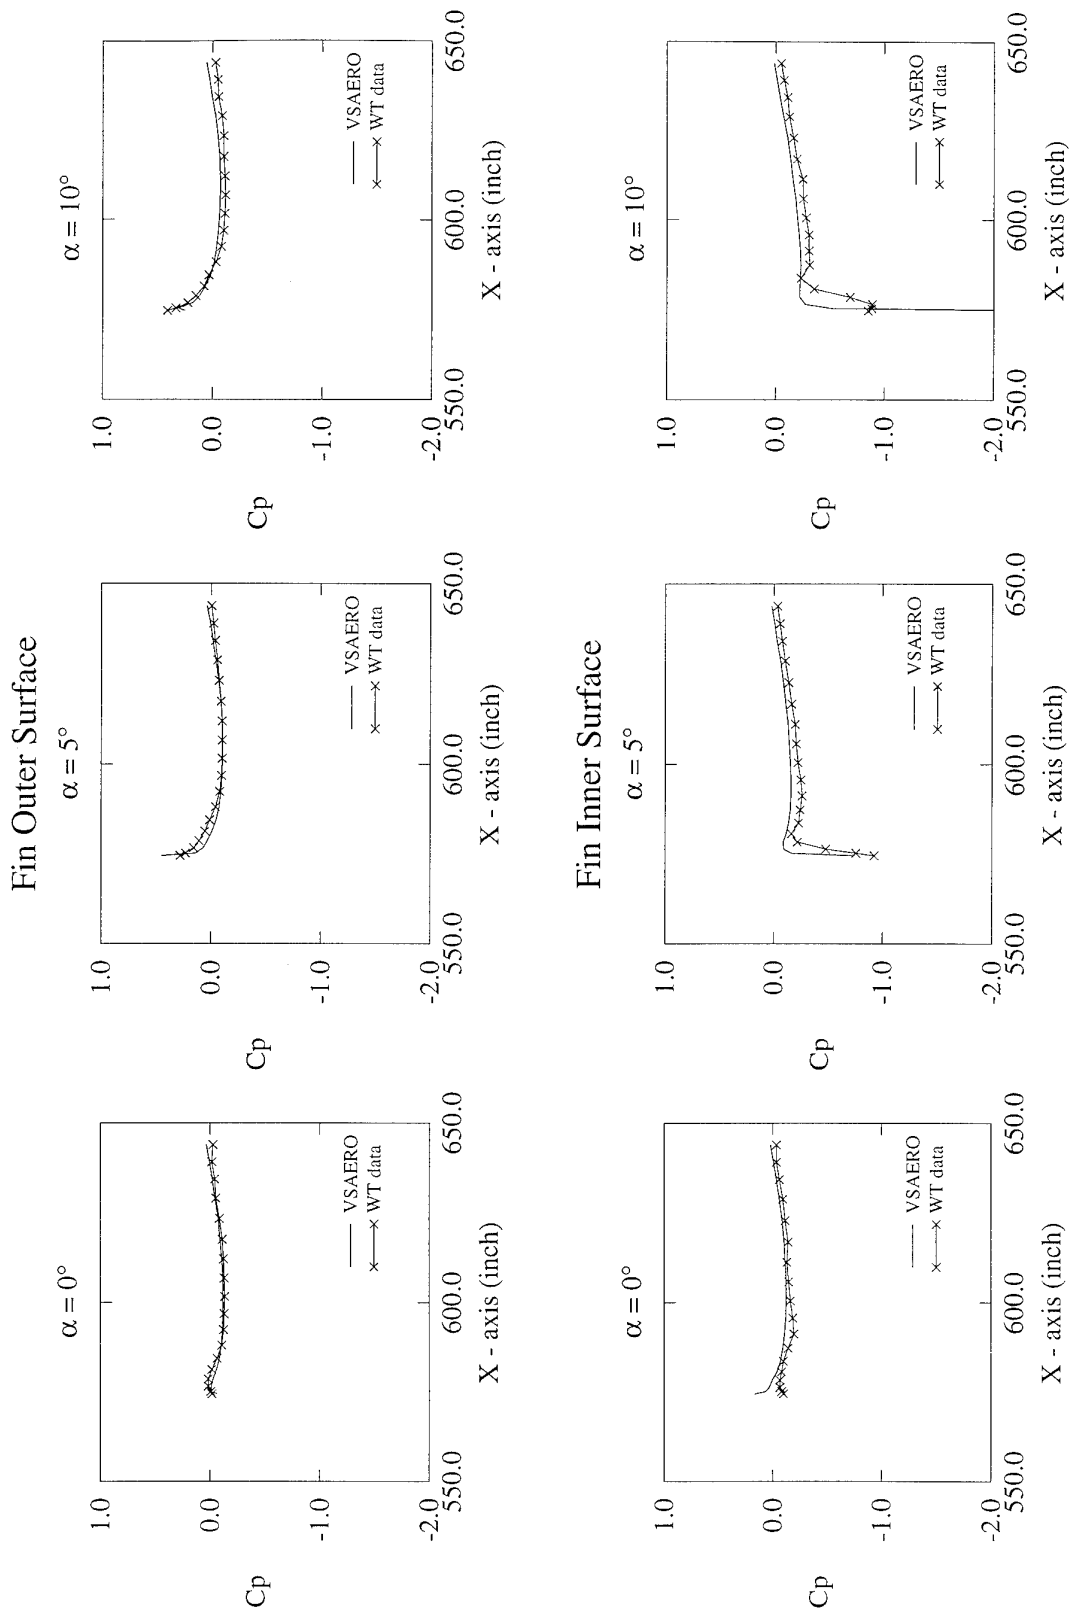 Fin Outer Surface
α = 0°
1.0
0.0
-1.0
-2.0
Cp
550.0
600.0
650.0
X - axis (inch)
VSAERO
WT data
α = 5°
1.0
0.0
-1.0
-2.0
Cp
550.0
600.0
650.0
X - axis (inch)
VSAERO
WT data
α = 10°
1.0
0.0
-1.0
-2.0
Cp
550.0
600.0
650.0
X - axis (inch)
VSAERO
WT data
Fin Inner Surface
α = 0°
1.0
0.0
-1.0
-2.0
Cp
550.0
600.0
650.0
X - axis (inch)
VSAERO
WT data
α = 5°
1.0
0.0
-1.0
-2.0
Cp
550.0
600.0
650.0
X - axis (inch)
VSAERO
WT data
α = 10°
1.0
0.0
-1.0
-2.0
Cp
550.0
600.0
650.0
X - axis (inch)
VSAERO
WT data